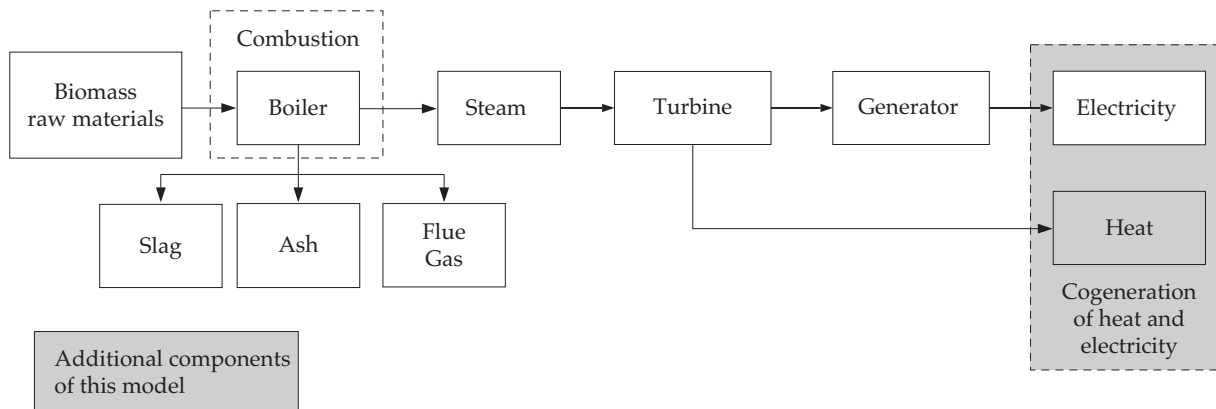 Combustion
Biomass
raw materials
Boiler
Steam
Turbine
Generator
Electricity
Slag
Ash
Flue
Gas
Heat
Cogeneration
of heat and
electricity
Additional components
of this model